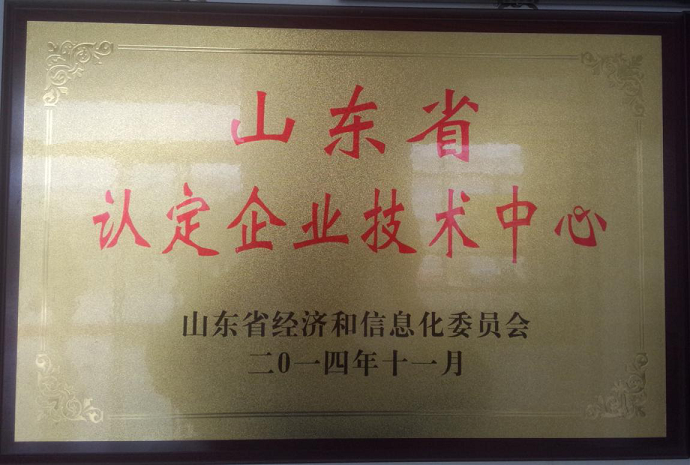 山东省
认定企业技术中心
山东省经济和信息化委员会
二0一四年十一月